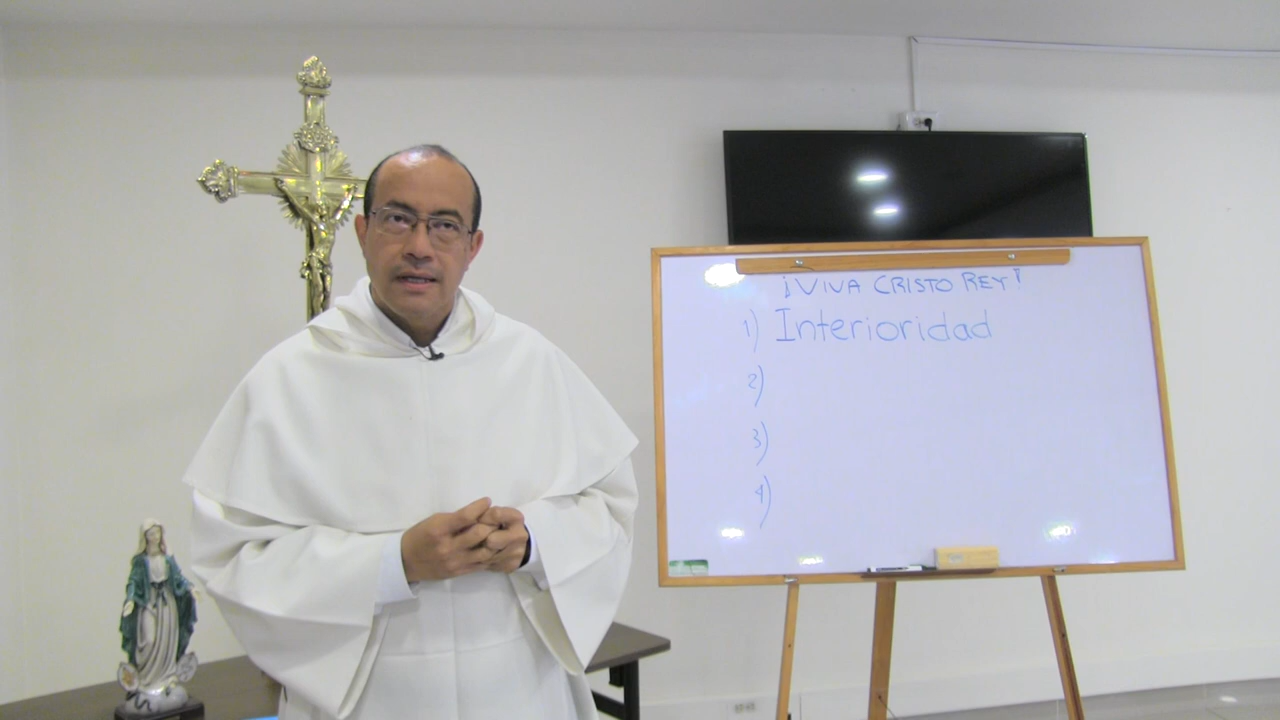 ¡VIVA CRISTO REY!
1) Interioridad
2)
3)
4)